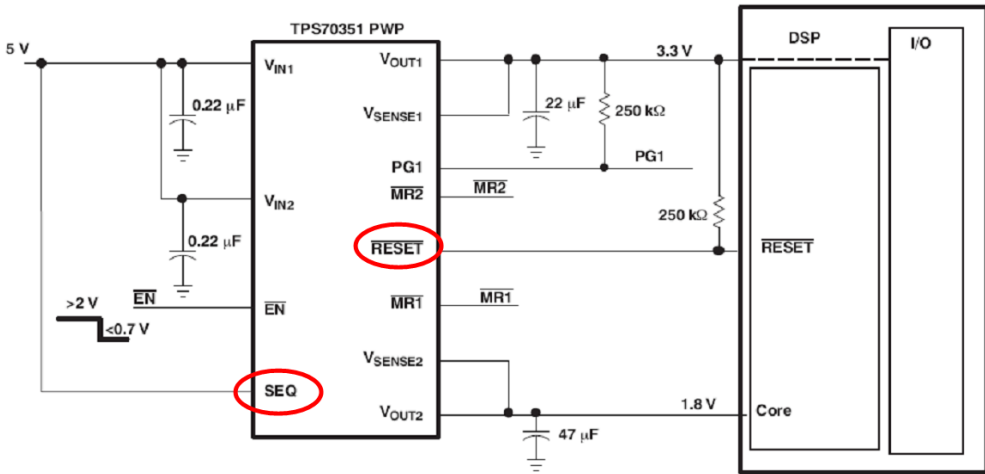 TPS70351 PWP
5 V
VIN1
0.22 μF
VIN2
0.22 μF
EN
>2 V
<0.7 V
EN
SEQ
VOUT1
VSENSE1
PG1
MR2
RESET
MR1
VSENSE2
VOUT2
3.3 V
22 μF
250 kΩ
PG1
MR2
250 kΩ
MR1
1.8 V
47 μF
DSP
I/O
RESET
Core